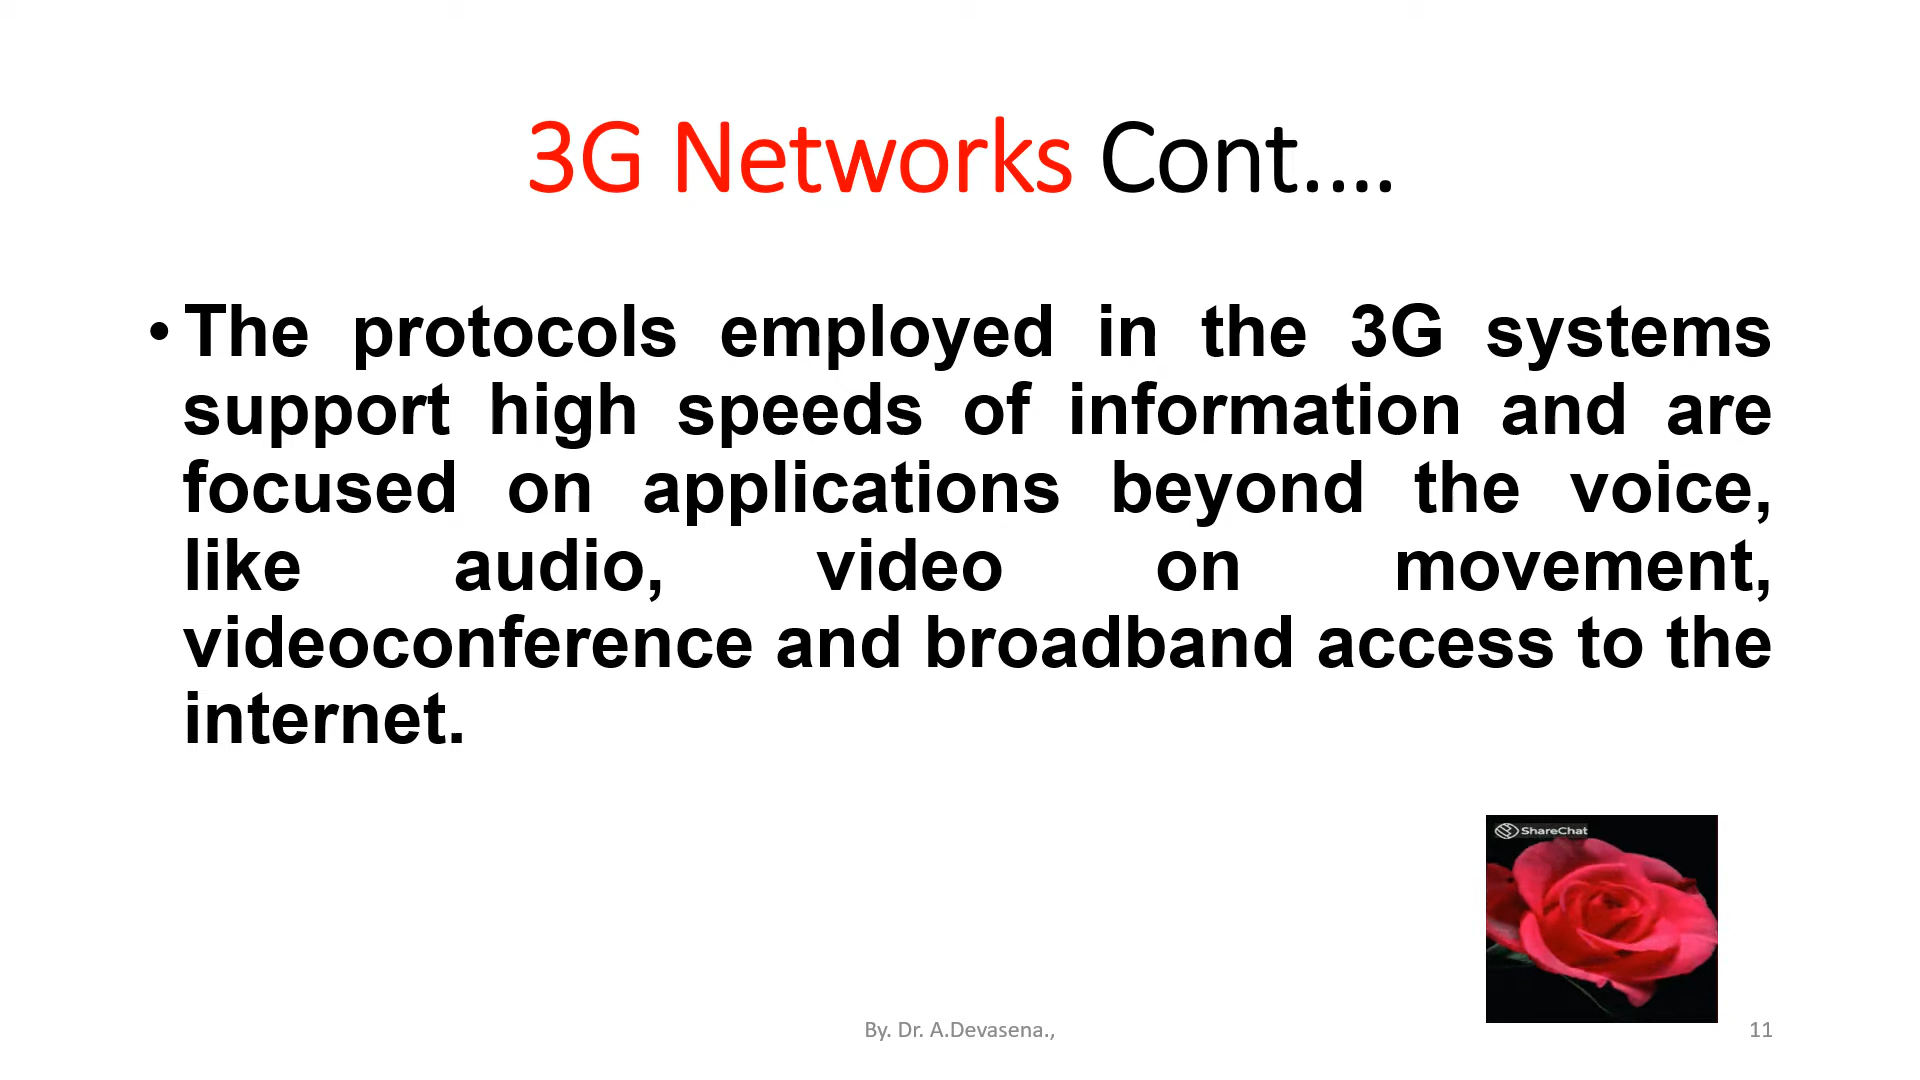 3G Networks Cont....
• The protocols employed in the 3G systems
support high speeds of information and are
focused on applications beyond the voice,
like audio, video on movement,
videoconference and broadband access to the
internet.
ShareChat
By. Dr. A.Devasena.,
11